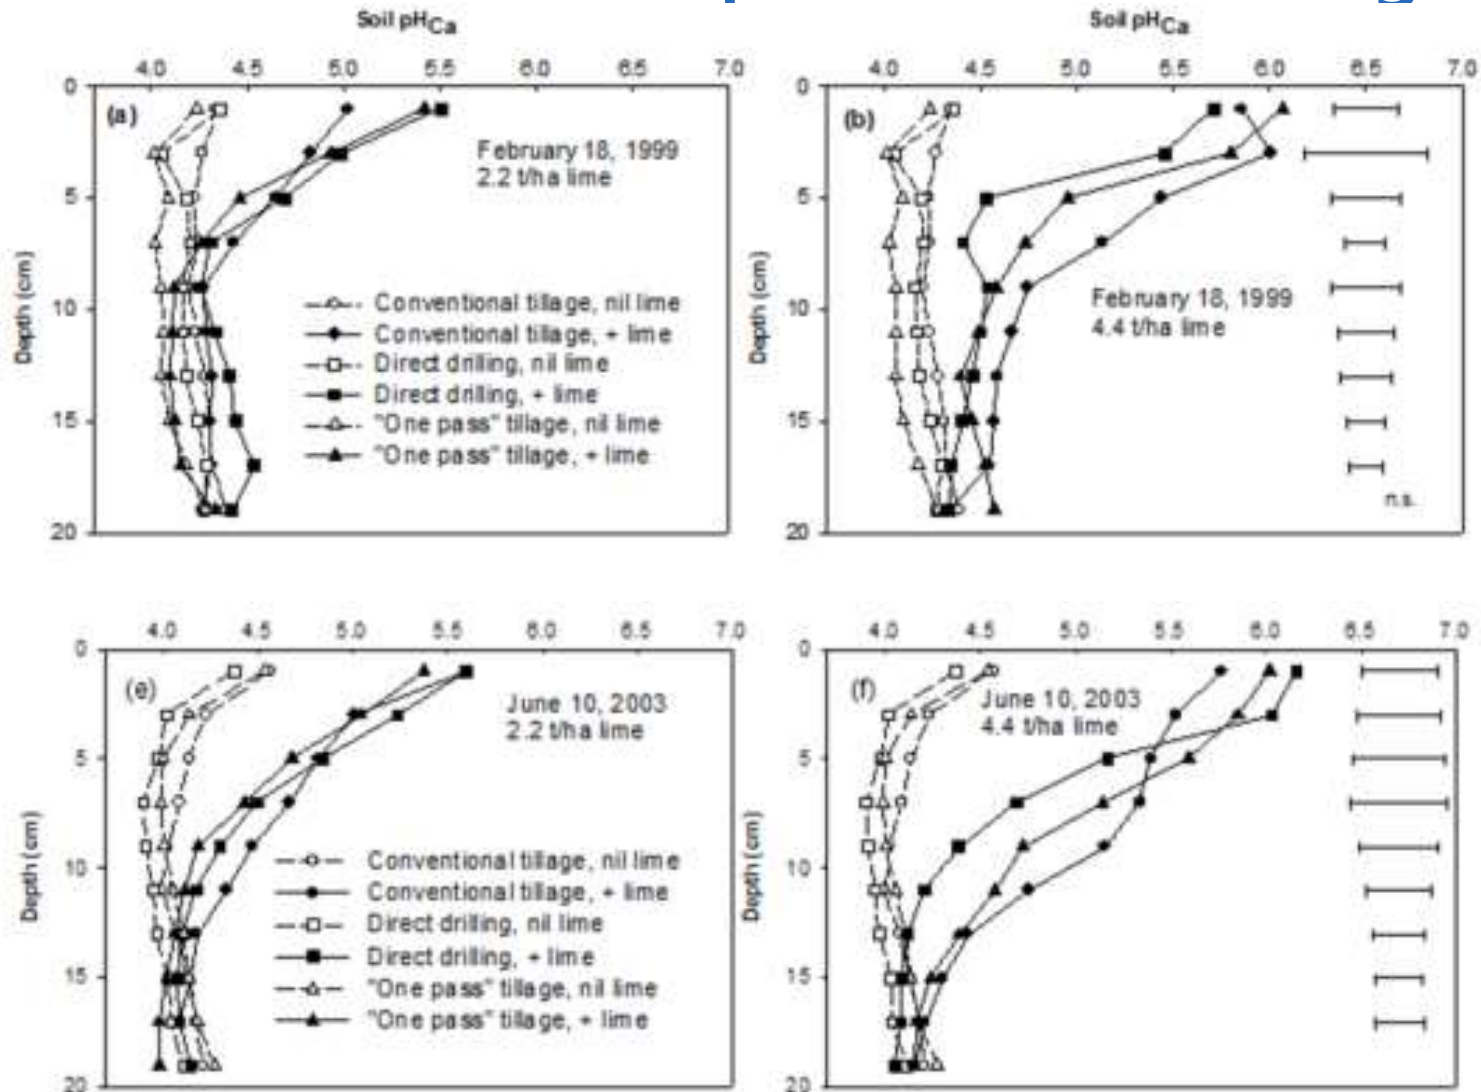 Soil pHCa
4.0 4.5 5.0 5.5 6.0 6.5 7.0
0
5
10
15
20
Depth (cm)
(a)
February 18, 1999
2.2 t/ha lime
Conventional tillage, nil lime
Conventional tillage, + lime
Direct drilling, nil lime
Direct drilling, + lime
"One pass" tillage, nil lime
"One pass" tillage, + lime
Soil pHCa
4.0 4.5 5.0 5.5 6.0 6.5 7.0
0
5
10
15
20
Depth (cm)
(b)
February 18, 1999
4.4 t/ha lime
n.s.
4.0 4.5 5.0 5.5 6.0 6.5 7.0
0
5
10
15
20
Depth (cm)
(e)
June 10, 2003
2.2 t/ha lime
Conventional tillage, nil lime
Conventional tillage, + lime
Direct drilling, nil lime
Direct drilling, + lime
"One pass" tillage, nil lime
"One pass" tillage, + lime
4.0 4.5 5.0 5.5 6.0 6.5 7.0
0
5
10
15
20
Depth (cm)
(f)
June 10, 2003
4.4 t/ha lime